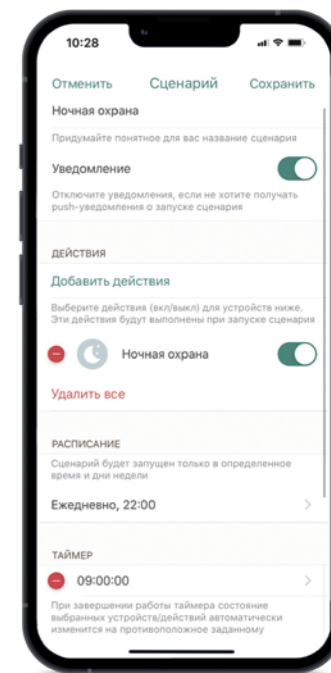 10:28
Отменить Сценарий Сохранить
Ночная охрана
Придумайте понятное для вас название сценария
Уведомление
Отключите уведомления, если не хотите получать
push-уведомления о запуске сценария
ДЕЙСТВИЯ
Добавить действия
Выберите действия (вкл/выкл) для устройств ниже.
Эти действия будут выполнены при запуске сценария
Ночная охрана
Удалить все
РАСПИСАНИЕ
Сценарий будет запущен только в определенное
время и дни недели
Ежедневно, 22:00
ТАЙМЕР
09:00:00
При завершении работы таймера состояние
выбранных устройств/действий автоматически
изменится на противоположное заданному